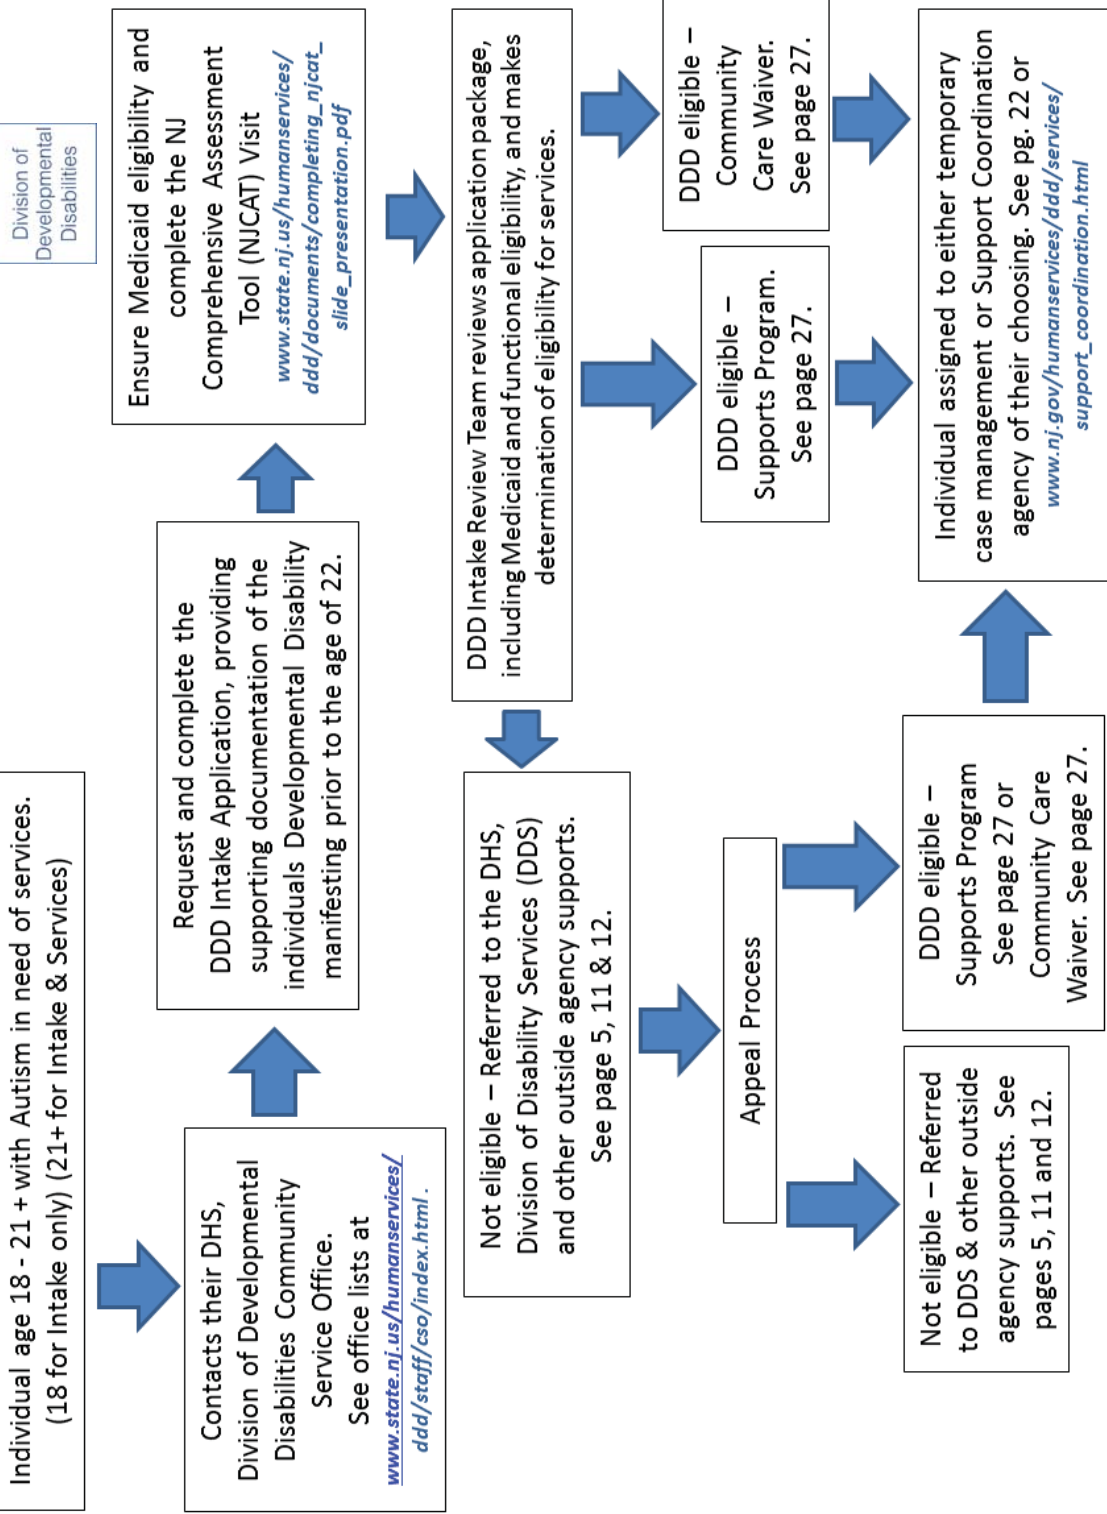 Division of
Developmental
Disabilities
Individual age 18 - 21 + with Autism in need of services.
(18 for Intake only) (21+ for Intake & Services)
Contacts their DHS,
Division of Developmental
Disabilities Community
Service Office.
See office lists at
www.state.nj.us/humanservices/
ddd/staff/cso/index.html .
Request and complete the
DDD Intake Application, providing
supporting documentation of the
individuals Developmental Disability
manifesting prior to the age of 22.
Ensure Medicaid eligibility and
complete the NJ
Comprehensive Assessment
Tool (NJCAT) Visit
www.state.nj.us/humanservices/
ddd/documents/completing_njcat_
slide_presentation.pdf
DDD Intake Review Team reviews application package,
including Medicaid and functional eligibility, and makes
determination of eligibility for services.
Not eligible – Referred to the DHS,
Division of Disability Services (DDS)
and other outside agency supports.
See page 5, 11 & 12.
DDD eligible –
Supports Program.
See page 27.
DDD eligible –
Community
Care Waiver.
See page 27.
Appeal Process
Not eligible – Referred
to DDS & other outside
agency supports. See
pages 5, 11 and 12.
DDD eligible –
Supports Program
See page 27 or
Community Care
Waiver. See page 27.
Individual assigned to either temporary
case management or Support Coordination
agency of their choosing. See pg. 22 or
www.nj.gov/humanservices/ddd/services/
support_coordination.html